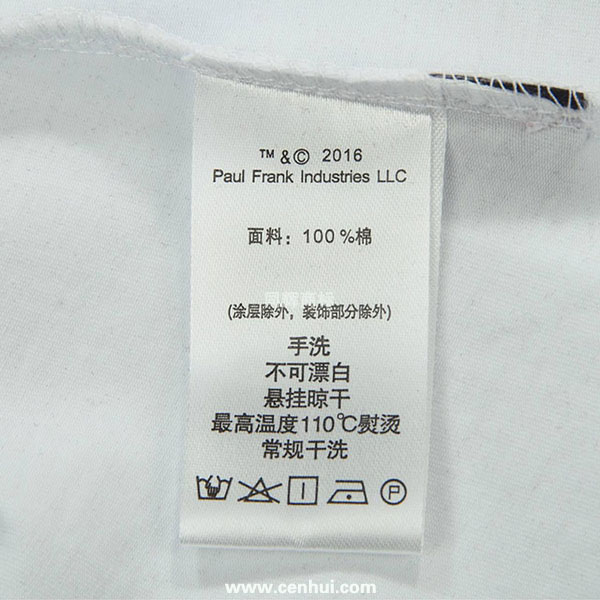 ™ & © 2016
Paul Frank Industries LLC
面料：100％棉
(涂层除外，装饰部分除外)
手洗
不可漂白
悬挂晾干
最高温度110℃熨烫
常规干洗
P
www.cenhui.com